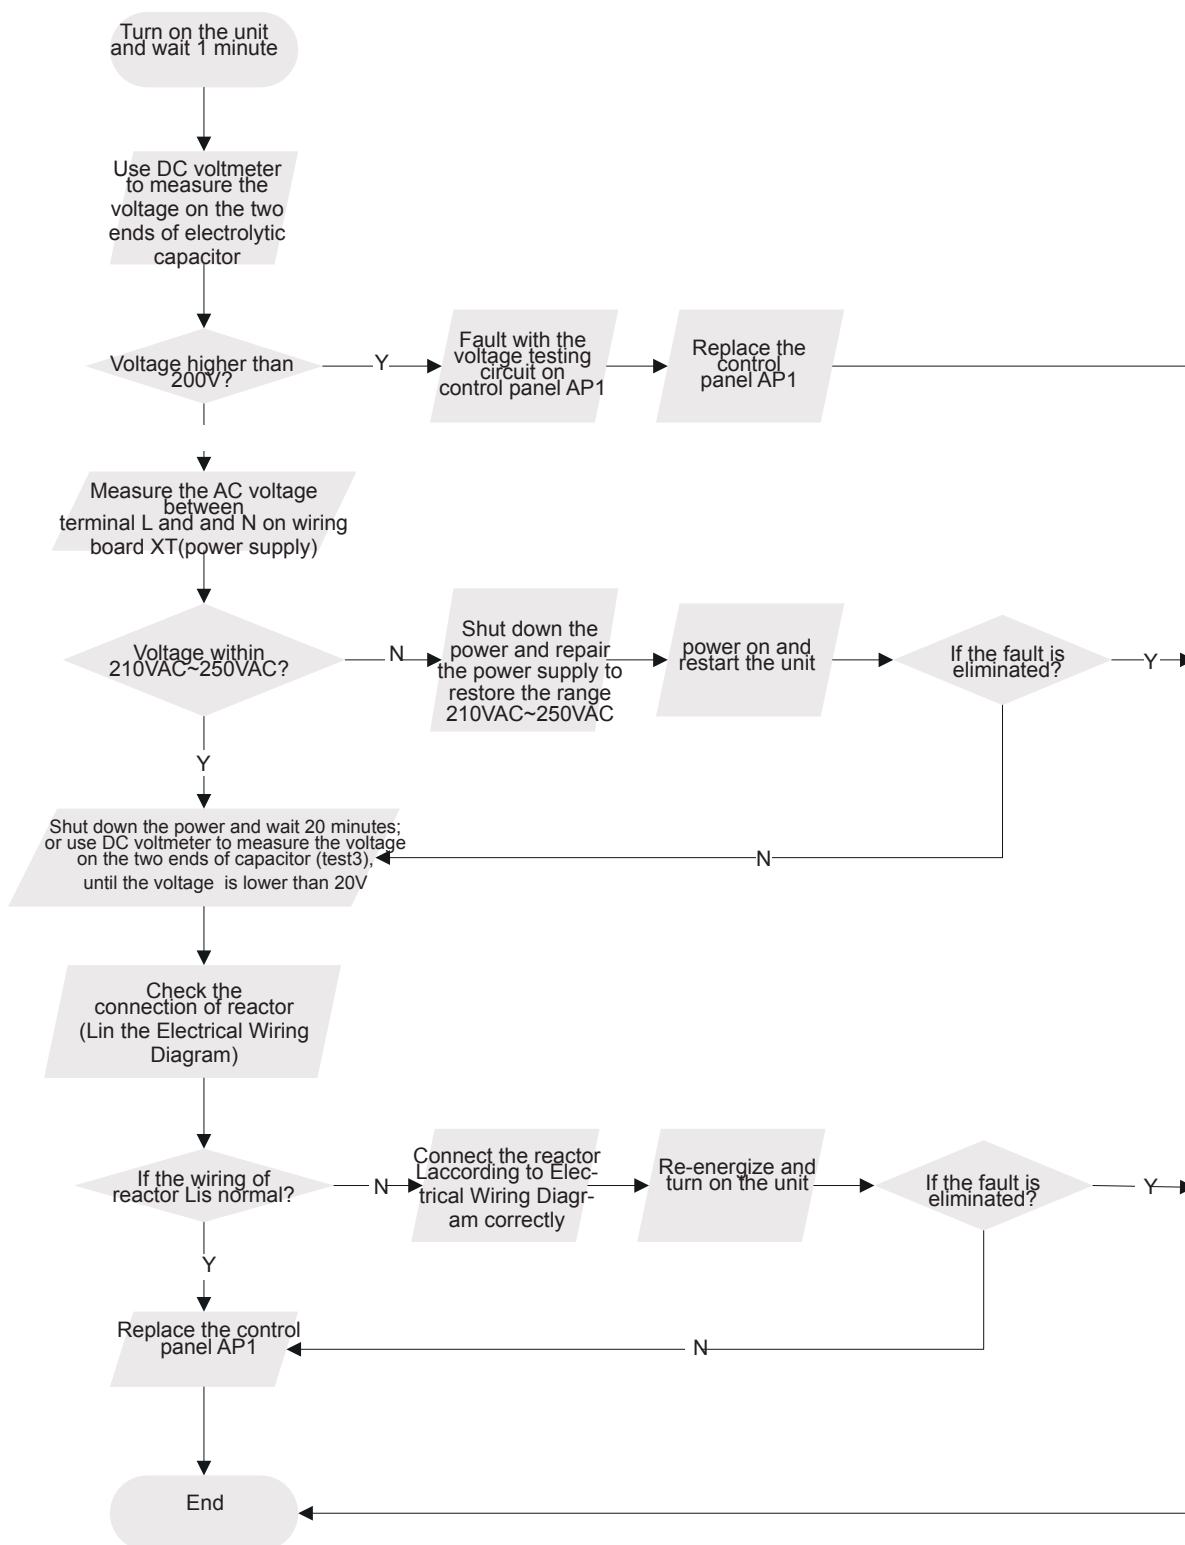 Turn on the unit
and wait 1 minute
Use DC voltmeter
to measure the
voltage on the two
ends of electrolytic
capacitor
Voltage higher than
200V?
Y
Fault with the
voltage testing
circuit on
control panel AP1
Replace the
control
panel AP1
Measure the AC voltage
between
terminal L and and N on wiring
board XT(power supply)
Voltage within
210VAC~250VAC?
N
Shut down the
power and repair
the power supply to
restore the range
210VAC~250VAC
power on and
restart the unit
If the fault is
eliminated?
Y
Y
Shut down the power and wait 20 minutes;
or use DC voltmeter to measure the voltage
on the two ends of capacitor (test3),
until the voltage is lower than 20V
N
Check the
connection of reactor
(Lin the Electrical Wiring
Diagram)
If the wiring of
reactor Lis normal?
N
Connect the reactor
Laccording to Elec-
trical Wiring Diagr-
am correctly
Re-energize and
turn on the unit
If the fault is
eliminated?
Y
Y
Replace the control
panel AP1
N
End